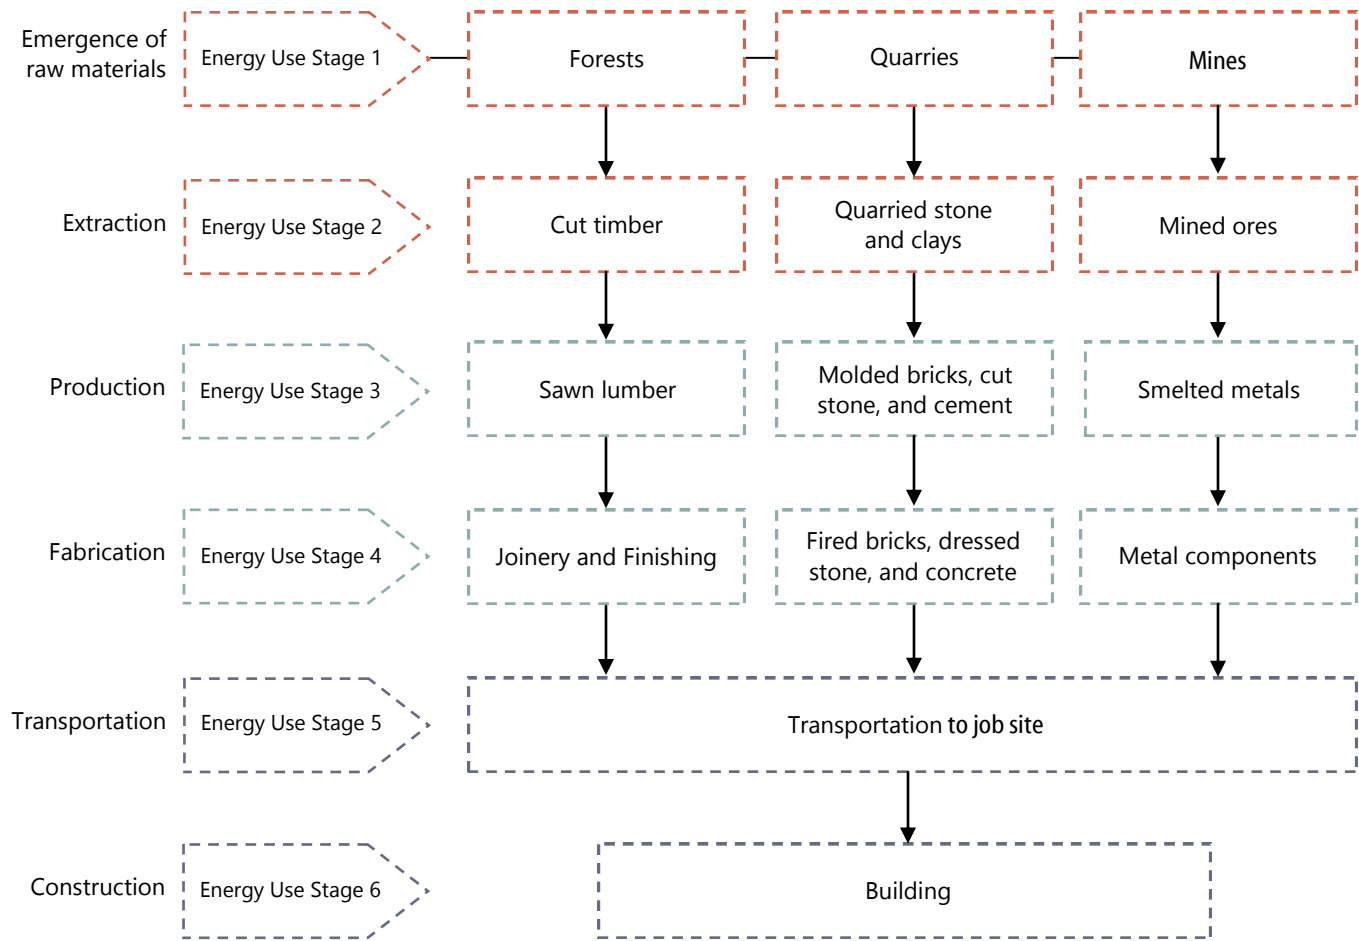 Emergence of
raw materials
Energy Use Stage 1
Forests
Quarries
Mines
Extraction
Energy Use Stage 2
Cut timber
Quarried stone
and clays
Mined ores
Production
Energy Use Stage 3
Sawn lumber
Molded bricks, cut
stone, and cement
Smelted metals
Fabrication
Energy Use Stage 4
Joinery and Finishing
Fired bricks, dressed
stone, and concrete
Metal components
Transportation
Energy Use Stage 5
Transportation to job site
Construction
Energy Use Stage 6
Building